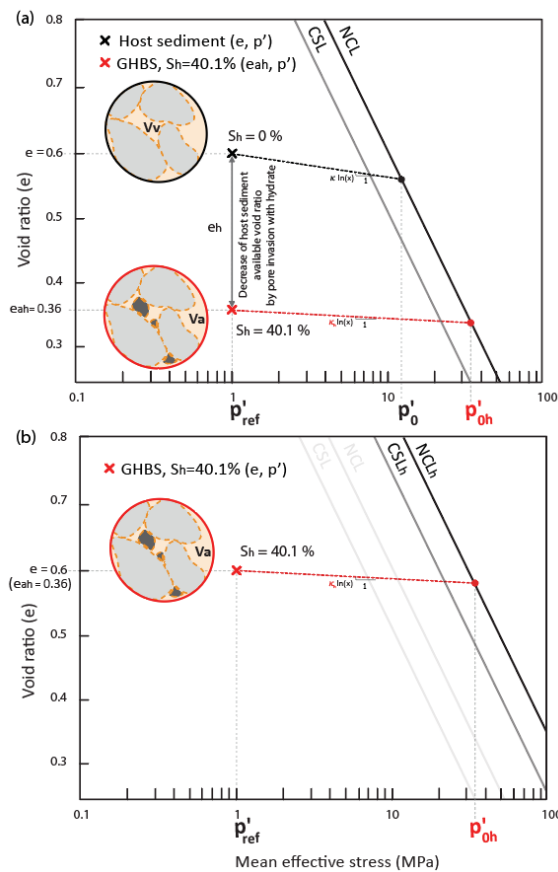 (a)
Host sediment (e, p’)
GHBS, Sh=40.1% (eah, p’)
CSL
NCL
Void ratio (e)
0.8
0.7
e = 0.6
0.5
0.4
eah= 0.36
0.3
Vv
Sh = 0 %
κ ln(x)
1
eh
Decrease of host sediment
available void ratio
by pore invasion with hydrate
Va
Sh = 40.1 %
κh ln(x)
1
0.1
1
10
100
p'ref
p'0
p'0h
(b)
GHBS, Sh=40.1% (e, p’)
CSL
NCL
CSLh
NCLh
Void ratio (e)
0.8
0.7
e = 0.6
(eah= 0.36)
0.5
0.4
0.3
Va
Sh = 40.1 %
κh ln(x)
1
0.1
1
10
100
p'ref
p'0h
Mean effective stress (MPa)